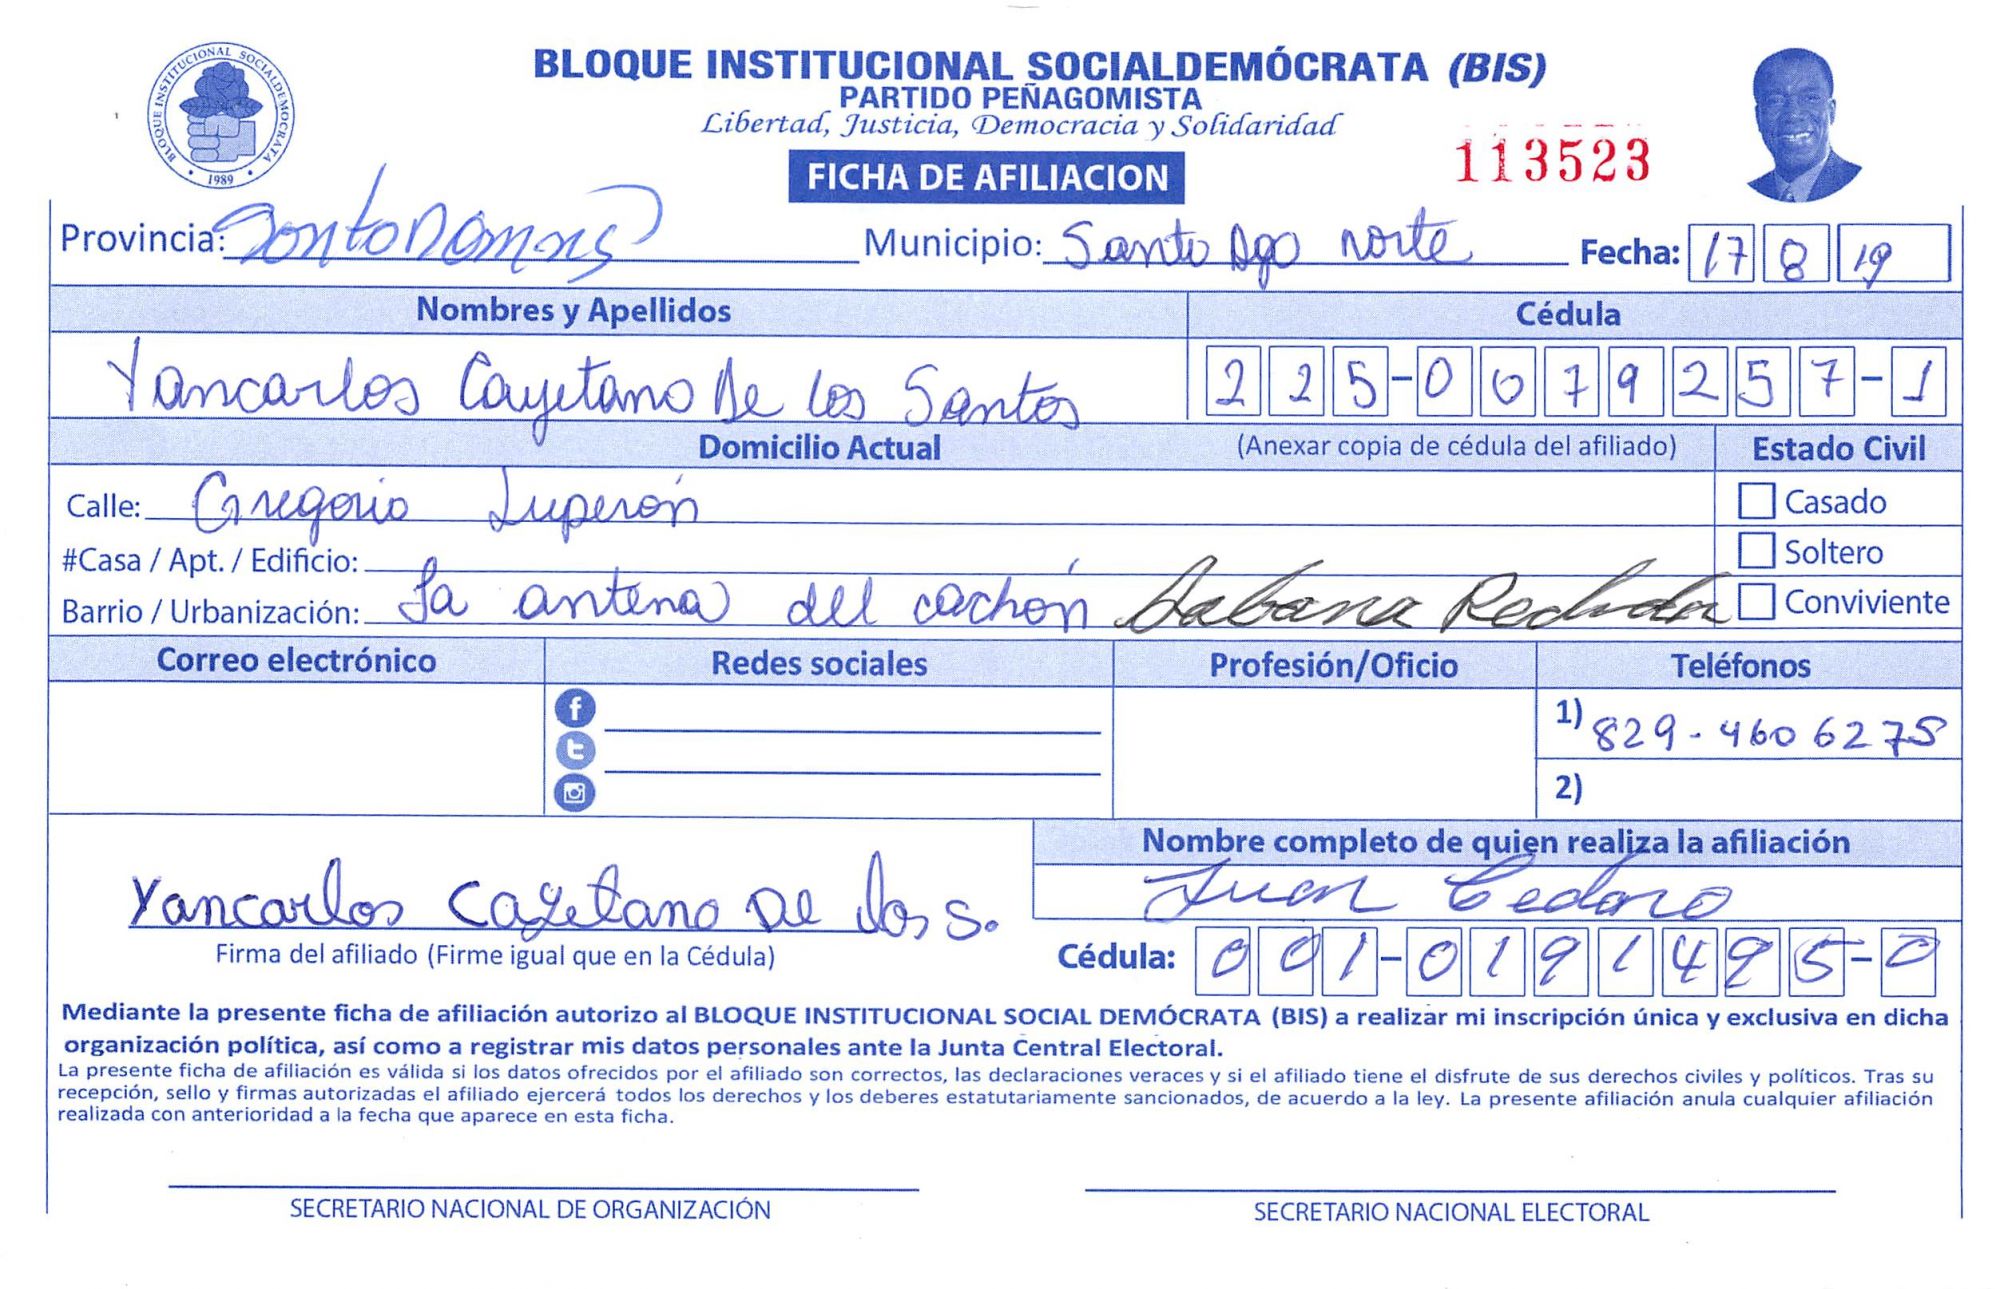 BLOQUE INSTITUCIONAL SOCIALDEMOCRATA
1989
BLOQUE INSTITUCIONAL SOCIALDEMÓCRATA (BIS)
PARTIDO PEÑAGOMISTA
Libertad, Justicia, Democracia y Solidaridad
FICHA DE AFILIACION
113523
Provincia: Municipio: Santo Dgo norte Fecha: 17 8 19
Nombres y Apellidos Cédula
Yancarlos Cayetano De los Santos 225-0079257-1
Domicilio Actual (Anexar copia de cédula del afiliado) Estado Civil
Calle: Gregorio Luperón Casado
#Casa / Apt. / Edificio: Soltero
Barrio / Urbanización: La antena del cachón Sabana Conviviente
Correo electrónico Redes sociales Profesión/Oficio Teléfonos
1) 829-460 6275
2)
Nombre completo de quien realiza la afiliación
Yancarlos Cayetano De los S. Juan
Firma del afiliado (Firme igual que en la Cédula) Cédula: 001-0191495-0
Mediante la presente ficha de afiliación autorizo al BLOQUE INSTITUCIONAL SOCIAL DEMÓCRATA (BIS) a realizar mi inscripción única y exclusiva en dicha
organización política, así como a registrar mis datos personales ante la Junta Central Electoral.
La presente ficha de afiliación es válida si los datos ofrecidos por el afiliado son correctos, las declaraciones veraces y si el afiliado tiene el disfrute de sus derechos civiles y políticos. Tras su
recepción, sello y firmas autorizadas el afiliado ejercerá todos los derechos y los deberes estatutariamente sancionados, de acuerdo a la ley. La presente afiliación anula cualquier afiliación
realizada con anterioridad a la fecha que aparece en esta ficha.
SECRETARIO NACIONAL DE ORGANIZACIÓN SECRETARIO NACIONAL ELECTORAL